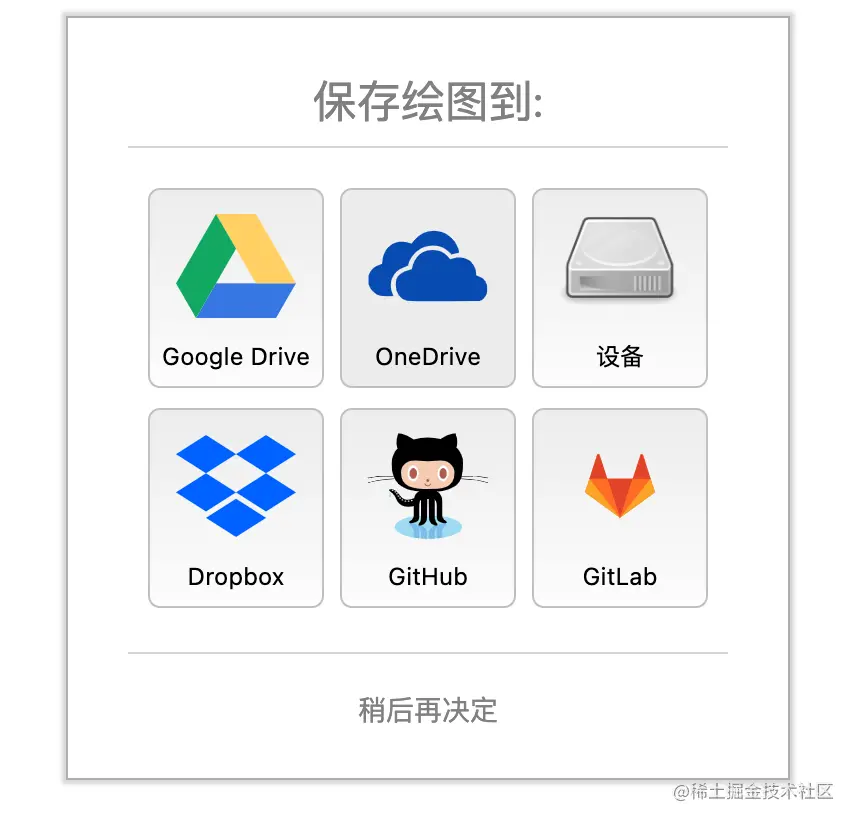 保存绘图到:
Google Drive
OneDrive
设备
Dropbox
GitHub
GitLab
稍后再决定
@稀土掘金技术社区